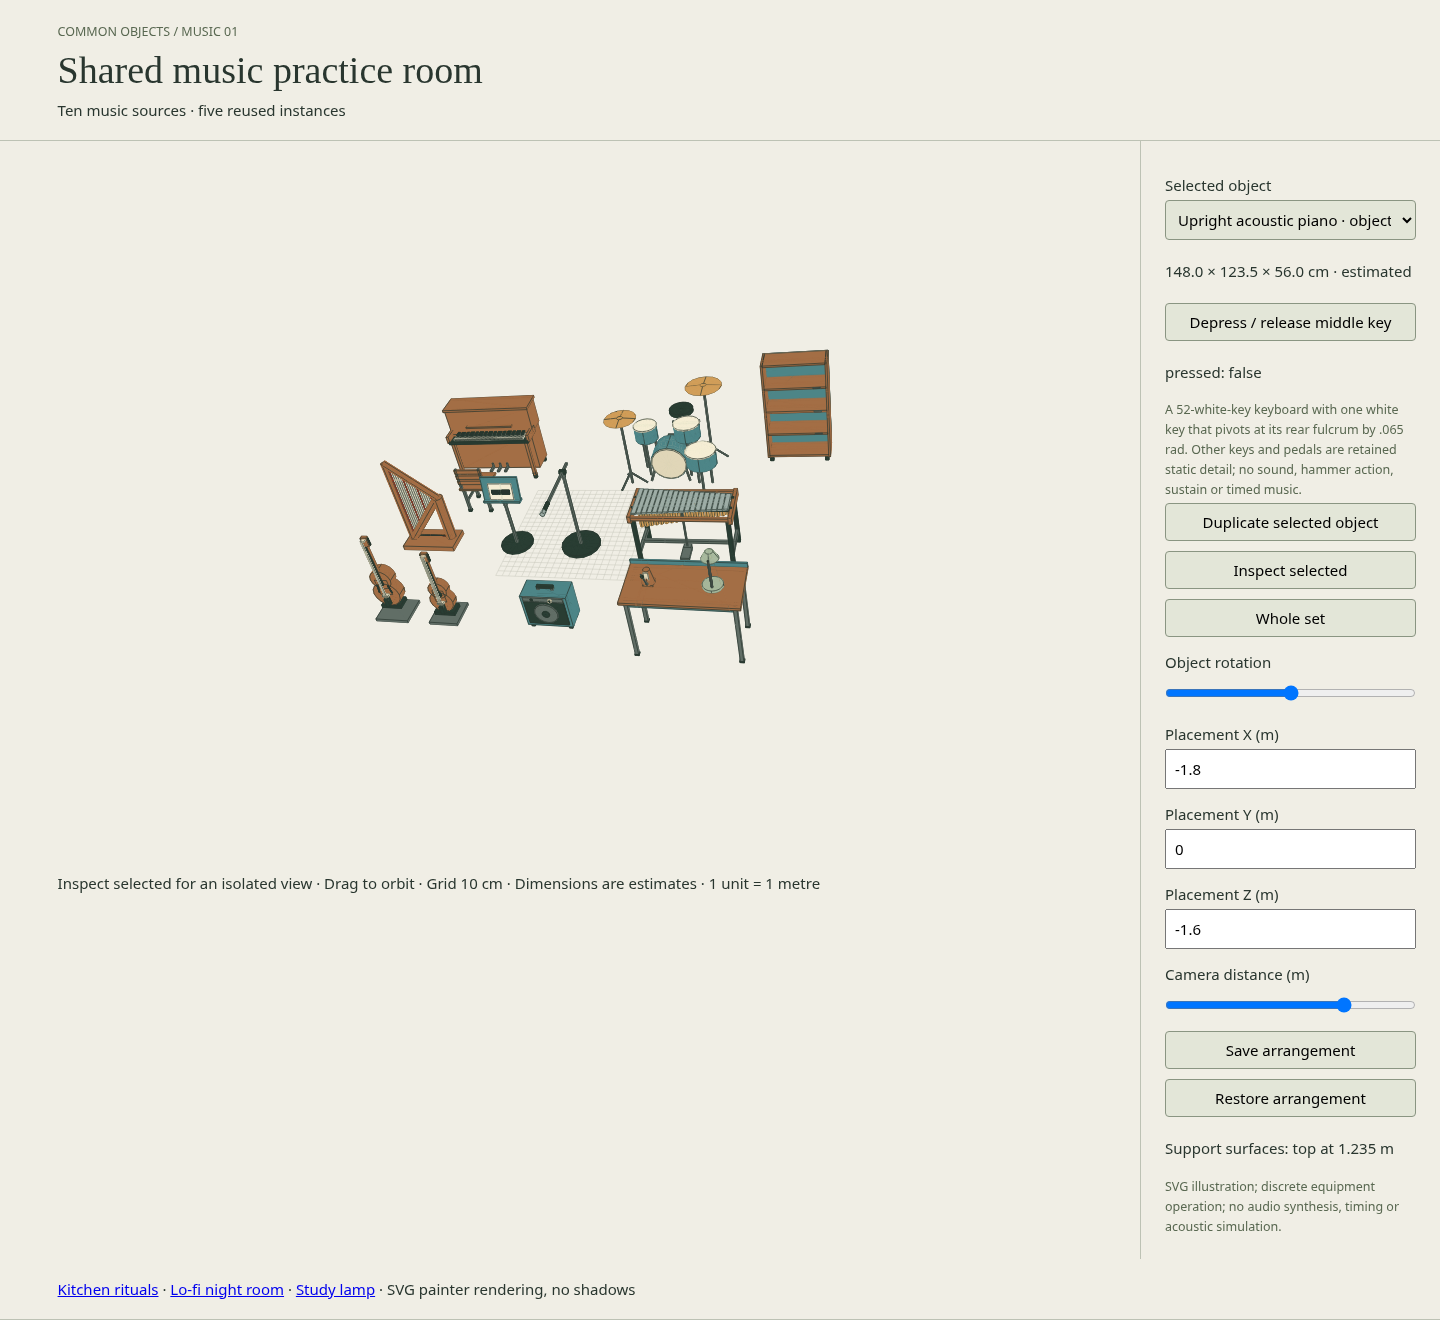 COMMON OBJECTS / MUSIC 01
Shared music practice room
Ten music sources · five reused instances
Selected object
Upright acoustic piano · object
148.0 × 123.5 × 56.0 cm · estimated
Depress / release middle key
pressed: false
A 52-white-key keyboard with one white
key that pivots at its rear fulcrum by .065
rad. Other keys and pedals are retained
static detail; no sound, hammer action,
sustain or timed music.
Duplicate selected object
Inspect selected
Whole set
Object rotation
Placement X (m)
-1.8
Placement Y (m)
0
Placement Z (m)
-1.6
Camera distance (m)
Save arrangement
Restore arrangement
Support surfaces: top at 1.235 m
SVG illustration; discrete equipment
operation; no audio synthesis, timing or
acoustic simulation.
Inspect selected for an isolated view · Drag to orbit · Grid 10 cm · Dimensions are estimates · 1 unit = 1 metre
Kitchen rituals · Lo-fi night room · Study lamp · SVG painter rendering, no shadows